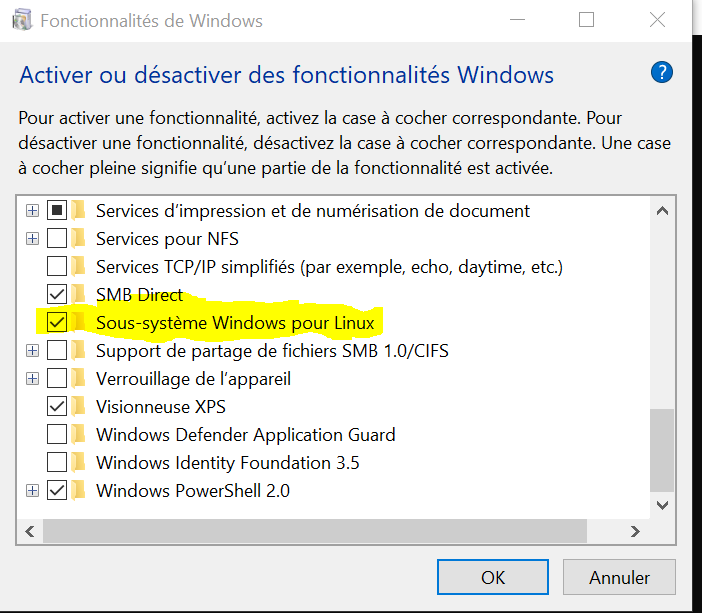 Fonctionnalités de Windows
Activer ou désactiver des fonctionnalités Windows
?
Pour activer une fonctionnalité, activez la case à cocher correspondante. Pour
désactiver une fonctionnalité, désactivez la case à cocher correspondante. Une case
à cocher pleine signifie qu’une partie de la fonctionnalité est activée.
Services d’impression et de numérisation de document
Services pour NFS
Services TCP/IP simplifiés (par exemple, echo, daytime, etc.)
SMB Direct
Sous-système Windows pour Linux
Support de partage de fichiers SMB 1.0/CIFS
Verrouillage de l’appareil
Visionneuse XPS
Windows Defender Application Guard
Windows Identity Foundation 3.5
Windows PowerShell 2.0
OK
Annuler